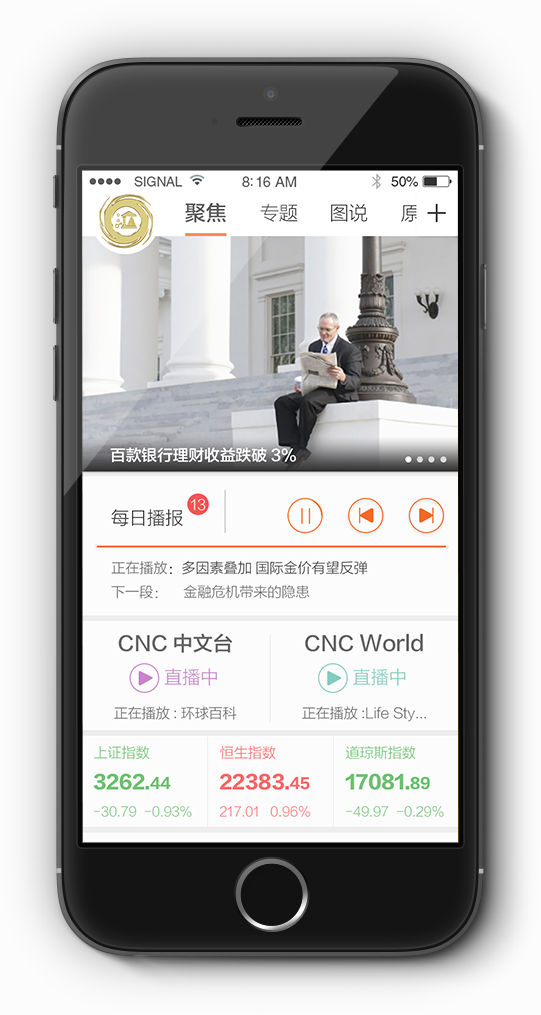 SIGNAL 8:16 AM 50%
聚焦 专题 图说
百款银行理财收益跌破 3%
每日播报 13
正在播放：多因素叠加 国际金价有望反弹
下一段： 金融危机带来的隐患
CNC 中文台 CNC World
直播中 直播中
正在播放 : 环球百科 正在播放 :Life Sty...
上证指数 恒生指数 道琼斯指数
3262.44 22383.45 17081.89
-30.79 -0.93% 217.01 0.96% -49.97 -0.29%